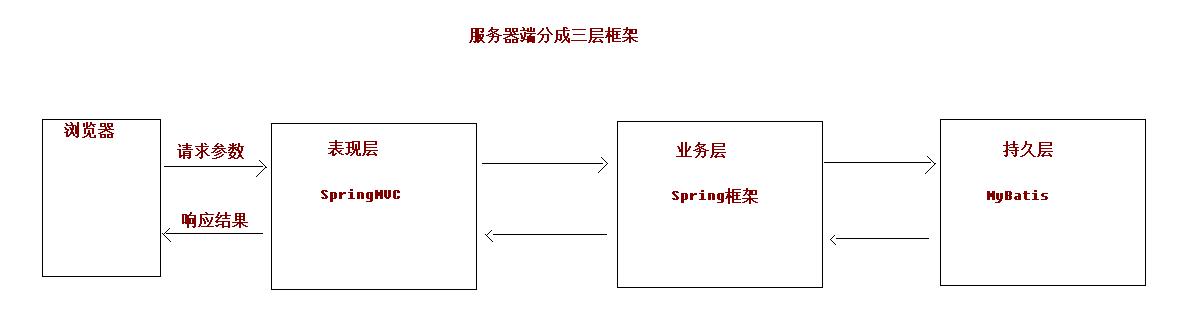 服务器端分成三层框架
浏览器
请求参数
响应结果
表现层
SpringMVC
业务层
Spring框架
持久层
MyBatis